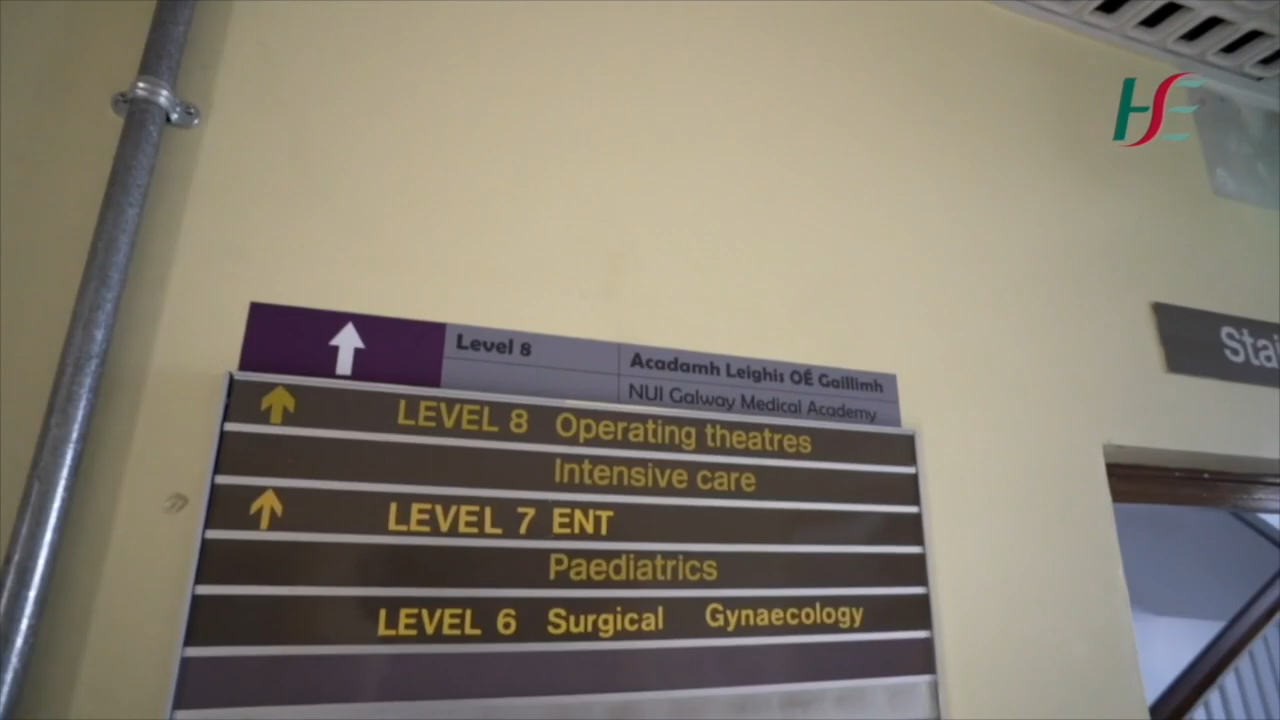 HSE
Level 8
Acadamh Leighis OÉ Gaillimh
NUI Galway Medical Academy
LEVEL 8 Operating theatres
Intensive care
LEVEL 7 ENT
Paediatrics
LEVEL 6 Surgical Gynaecology